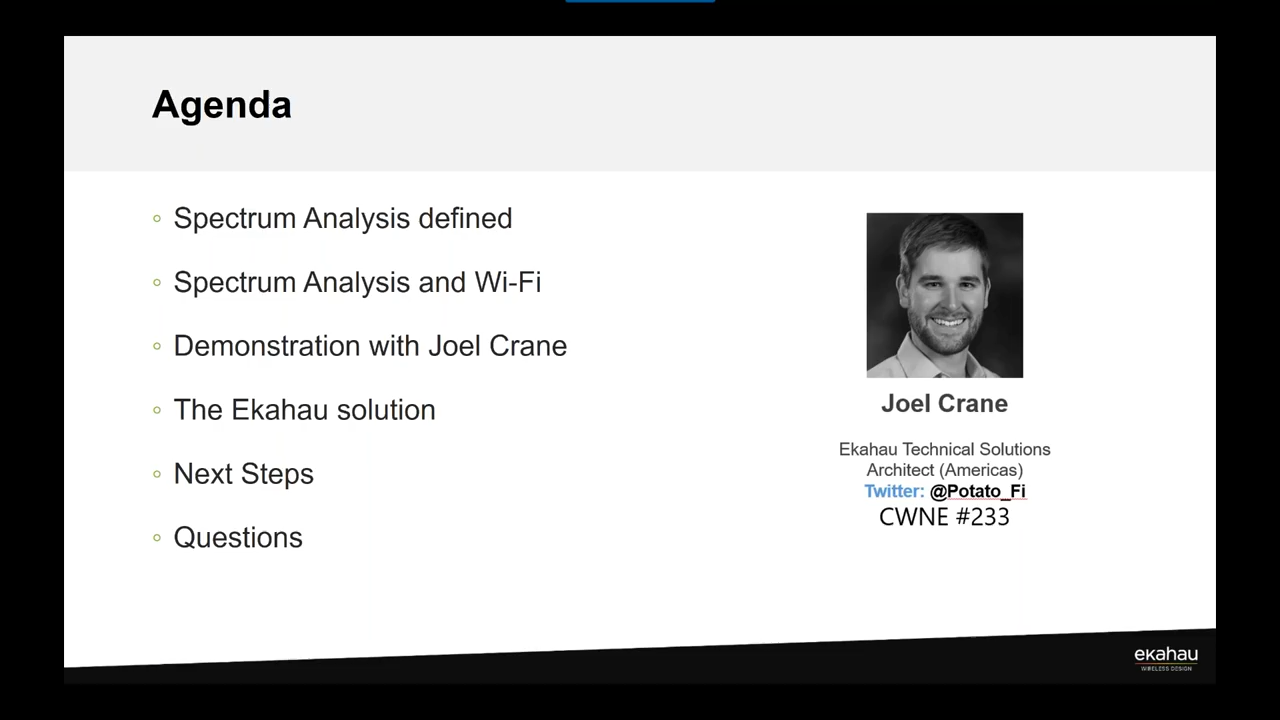 Agenda
◦ Spectrum Analysis defined
◦ Spectrum Analysis and Wi-Fi
◦ Demonstration with Joel Crane
◦ The Ekahau solution
◦ Next Steps
◦ Questions
Joel Crane
Ekahau Technical Solutions
Architect (Americas)
Twitter: @Potato_Fi
CWNE #233
ekahau
WIRELESS DESIGN